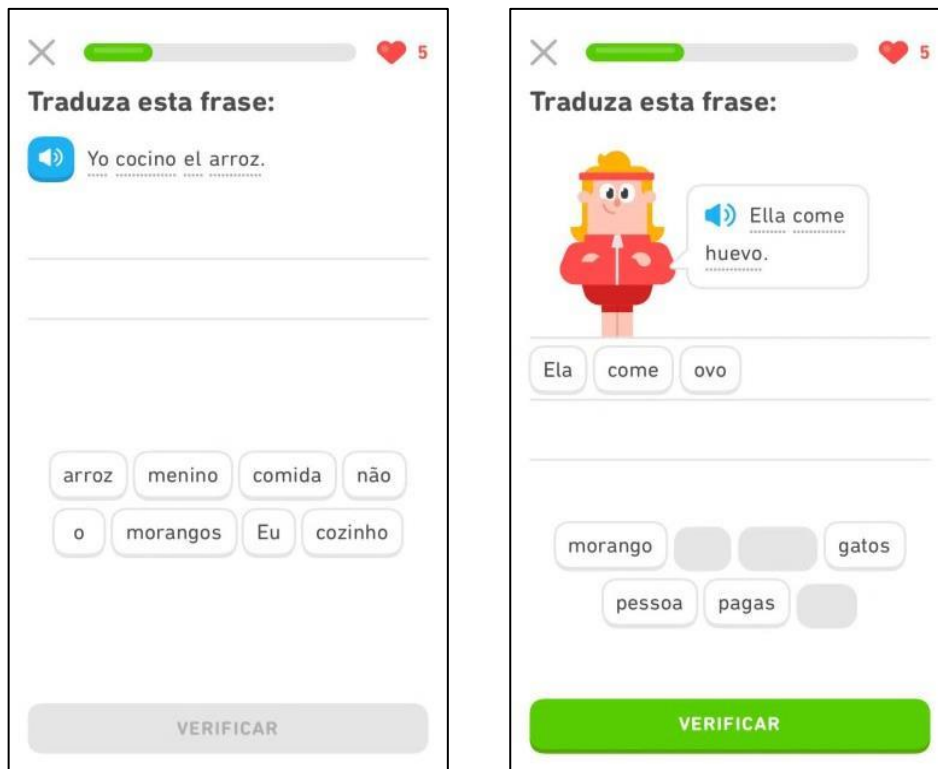 5
Traduza esta frase:
Yo cocino el arroz.
arroz menino comida não
o morangos Eu cozinho
VERIFICAR
5
Traduza esta frase:
Ella come
huevo.
Ela come ovo
morango gatos
pessoa pagas
VERIFICAR